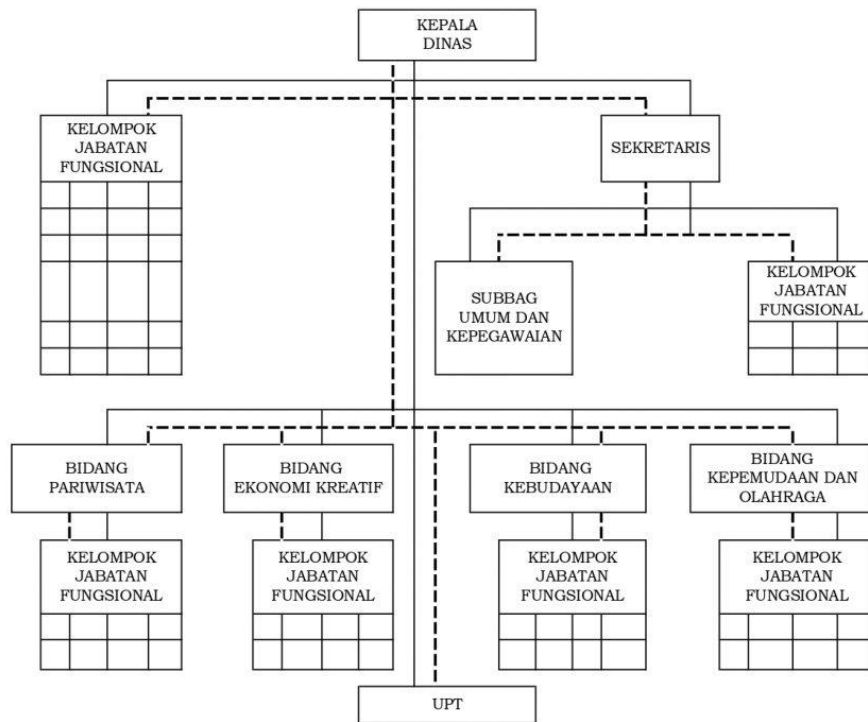 KEPALA
DINAS
KELOMPOK
JABATAN
FUNGSIONAL
SEKRETARIS
SUBBAG
UMUM DAN
KEPEGAWAIAN
KELOMPOK
JABATAN
FUNGSIONAL
BIDANG
PARIWISATA
BIDANG
EKONOMI KREATIF
BIDANG
KEBUDAYAAN
BIDANG
KEPEMUDAAN DAN
OLAHRAGA
KELOMPOK
JABATAN
FUNGSIONAL
KELOMPOK
JABATAN
FUNGSIONAL
KELOMPOK
JABATAN
FUNGSIONAL
KELOMPOK
JABATAN
FUNGSIONAL
UPT